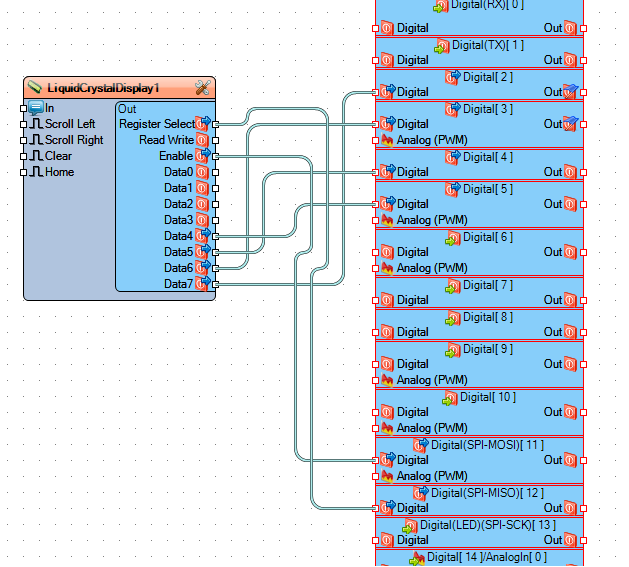 LiquidCrystalDisplay1
In
Scroll Left
Scroll Right
Clear
Home
Out
Register Select
Read Write
Enable
Data0
Data1
Data2
Data3
Data4
Data5
Data6
Data7
Digital(RX)[ 0 ]
Digital Out
Digital(TX)[ 1 ]
Digital Out
Digital[ 2 ]
Digital Out
Digital[ 3 ]
Digital Out
Analog (PWM)
Digital[ 4 ]
Digital Out
Digital[ 5 ]
Digital Out
Analog (PWM)
Digital[ 6 ]
Digital Out
Analog (PWM)
Digital[ 7 ]
Digital Out
Digital[ 8 ]
Digital Out
Digital[ 9 ]
Digital Out
Analog (PWM)
Digital[ 10 ]
Digital Out
Analog (PWM)
Digital(SPI-MOSI)[ 11 ]
Digital Out
Analog (PWM)
Digital(SPI-MISO)[ 12 ]
Digital Out
Digital(LED)(SPI-SCK)[ 13 ]
Digital Out
Digital[ 14 ]/AnalogIn[ 0 ]